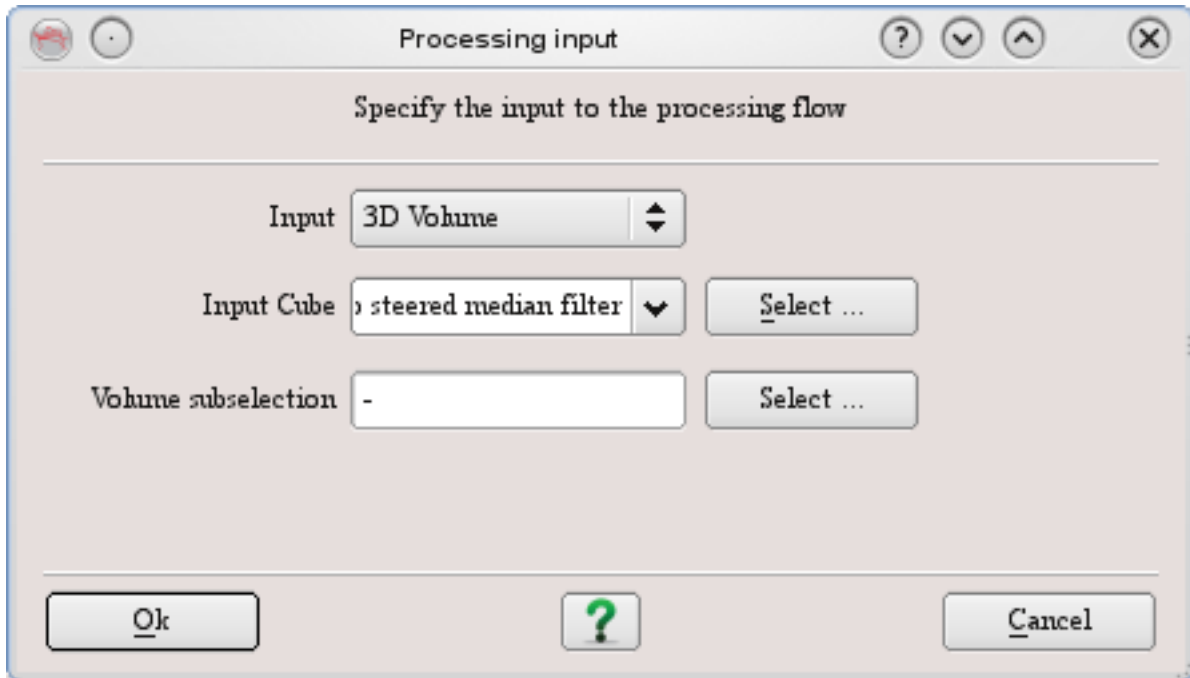 Processing input
?
Specify the input to the processing flow
Input 3D Volume
Input Cube steered median filter Select ...
Volume subselection - Select ...
Ok ? Cancel